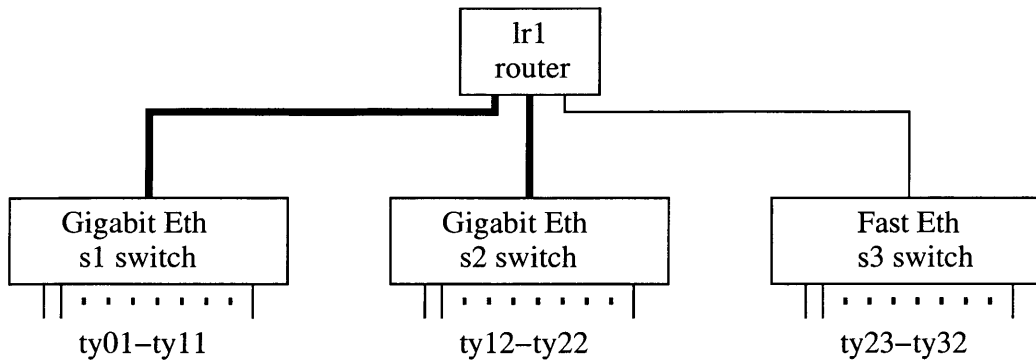 lr1
router
Gigabit Eth
s1 switch
Gigabit Eth
s2 switch
Fast Eth
s3 switch
ty01–ty11
ty12–ty22
ty23–ty32